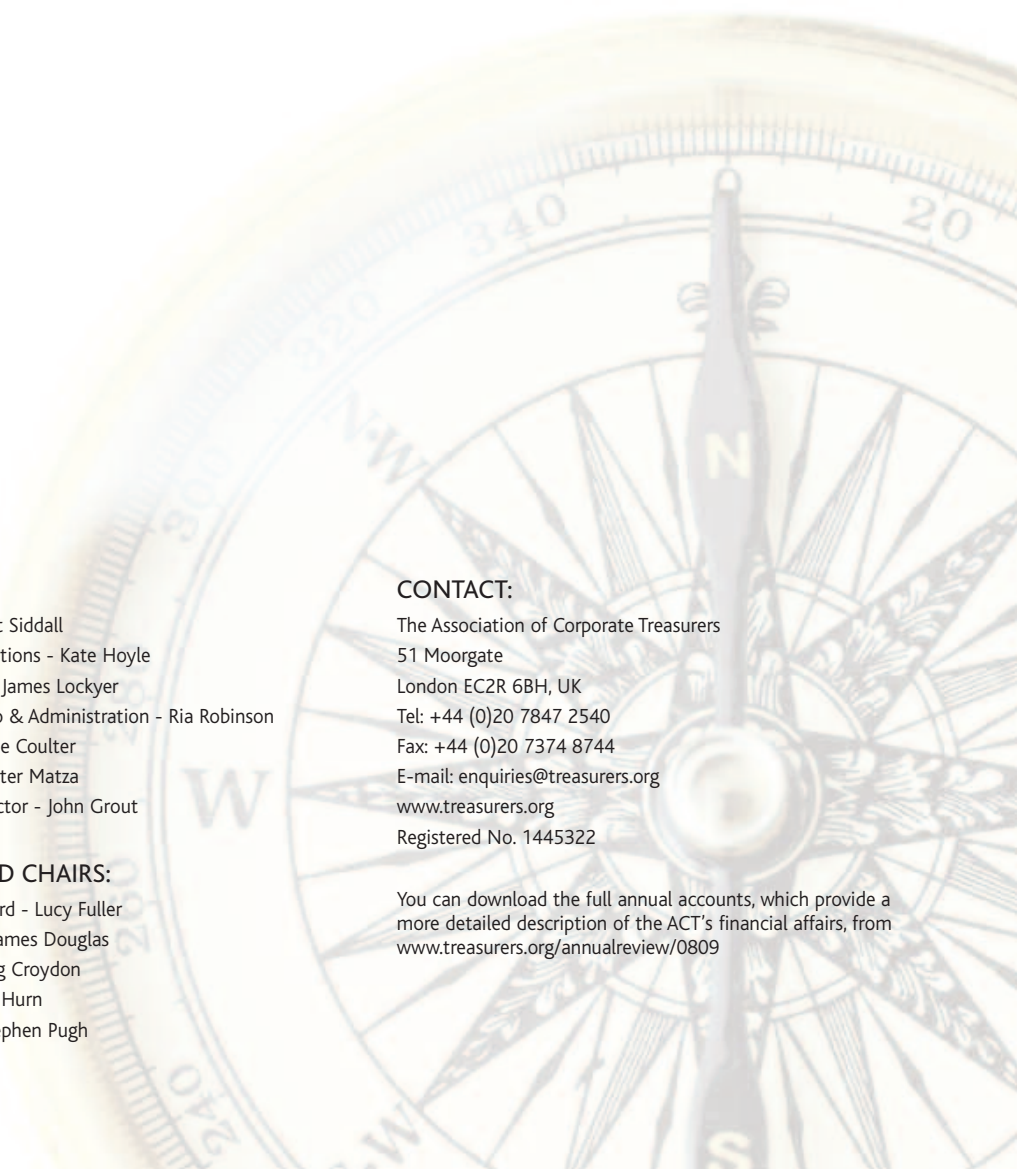 340
20
320
N·W
300
N
t Siddall
tions - Kate Hoyle
James Lockyer
o & Administration - Ria Robinson
e Coulter
ter Matza
ctor - John Grout
W
D CHAIRS:
rd - Lucy Fuller
ames Douglas
g Croydon
Hurn
ephen Pugh
CONTACT:
The Association of Corporate Treasurers
51 Moorgate
London EC2R 6BH, UK
Tel: +44 (0)20 7847 2540
Fax: +44 (0)20 7374 8744
E-mail: enquiries@treasurers.org
www.treasurers.org
Registered No. 1445322
You can download the full annual accounts, which provide a
more detailed description of the ACT's financial affairs, from
www.treasurers.org/annualreview/0809
240
W
S